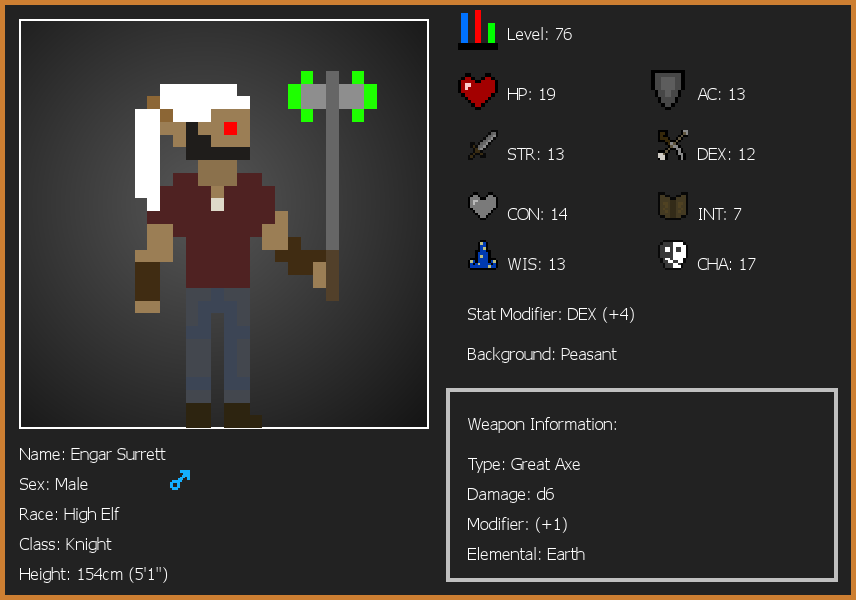 Level: 76
HP: 19
AC: 13
STR: 13
DEX: 12
CON: 14
INT: 7
WIS: 13
CHA: 17
Stat Modifier: DEX (+4)
Background: Peasant
Weapon Information:
Type: Great Axe
Damage: d6
Modifier: (+1)
Elemental: Earth
Name: Engar Surrett
Sex: Male
Race: High Elf
Class: Knight
Height: 154cm (5'1")